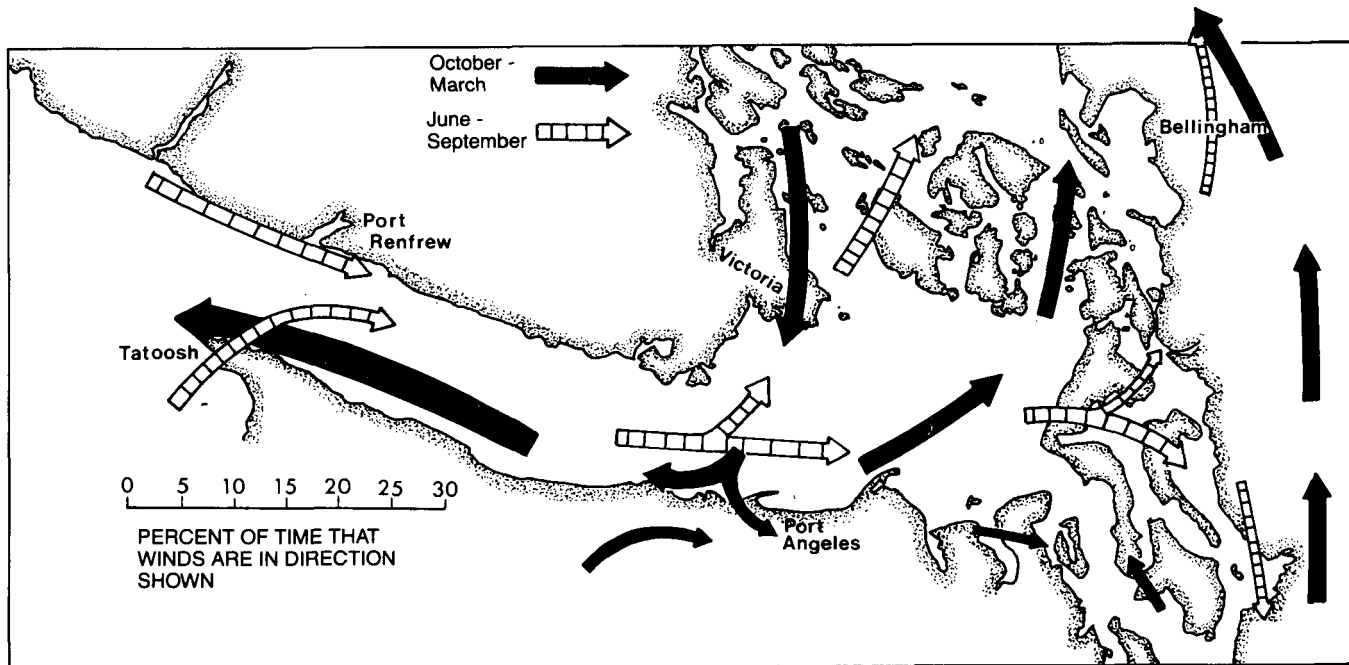 October -
March
June -
September
Bellingham
Port
Renfrew
Victoria
Tatoosh
0 5 10 15 20 25 30
PERCENT OF TIME THAT
WINDS ARE IN DIRECTION
SHOWN
Port
Angeles